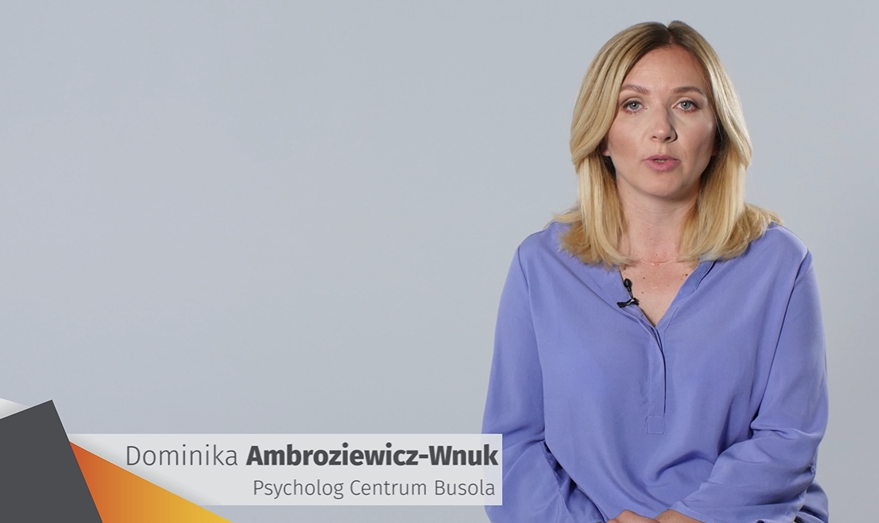 Dominika Ambroziewicz-Wnuk
Psycholog Centrum Busola